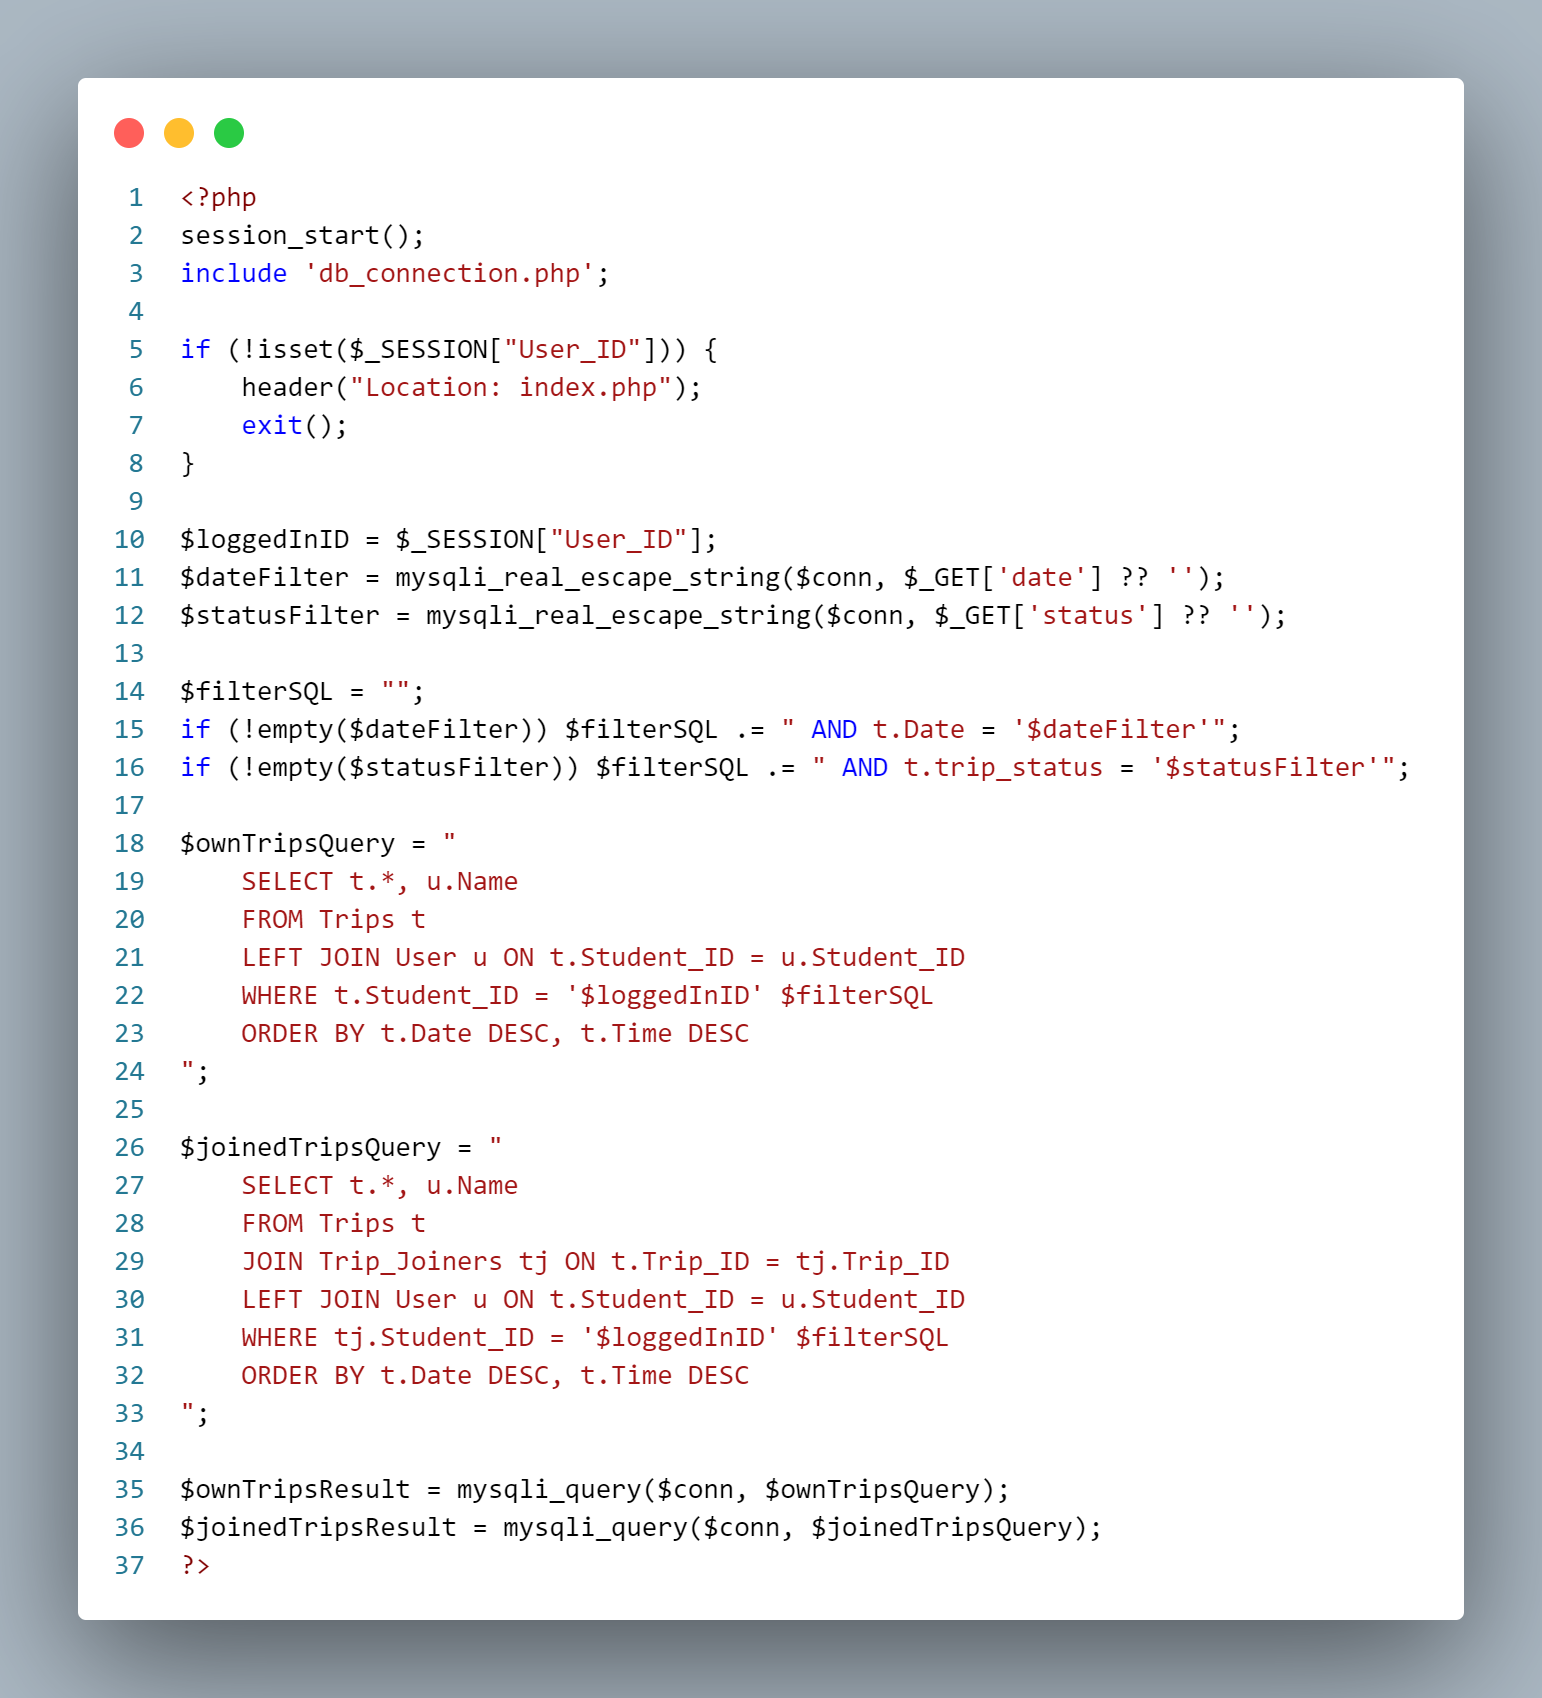 1 <?php
2 session_start();
3 include 'db_connection.php';
4
5 if (!isset($_SESSION["User_ID"])) {
6     header("Location: index.php");
7     exit();
8 }
9
10 $loggedInID = $_SESSION["User_ID"];
11 $dateFilter = mysqli_real_escape_string($conn, $_GET['date'] ?? '');
12 $statusFilter = mysqli_real_escape_string($conn, $_GET['status'] ?? '');
13
14 $filterSQL = "";
15 if (!empty($dateFilter)) $filterSQL .= " AND t.Date = '$dateFilter'";
16 if (!empty($statusFilter)) $filterSQL .= " AND t.trip_status = '$statusFilter'";
17
18 $ownTripsQuery = "
19     SELECT t.*, u.Name
20     FROM Trips t
21     LEFT JOIN User u ON t.Student_ID = u.Student_ID
22     WHERE t.Student_ID = '$loggedInID' $filterSQL
23     ORDER BY t.Date DESC, t.Time DESC
24 ";
25
26 $joinedTripsQuery = "
27     SELECT t.*, u.Name
28     FROM Trips t
29     JOIN Trip_Joiners tj ON t.Trip_ID = tj.Trip_ID
30     LEFT JOIN User u ON t.Student_ID = u.Student_ID
31     WHERE tj.Student_ID = '$loggedInID' $filterSQL
32     ORDER BY t.Date DESC, t.Time DESC
33 ";
34
35 $ownTripsResult = mysqli_query($conn, $ownTripsQuery);
36 $joinedTripsResult = mysqli_query($conn, $joinedTripsQuery);
37 ?>